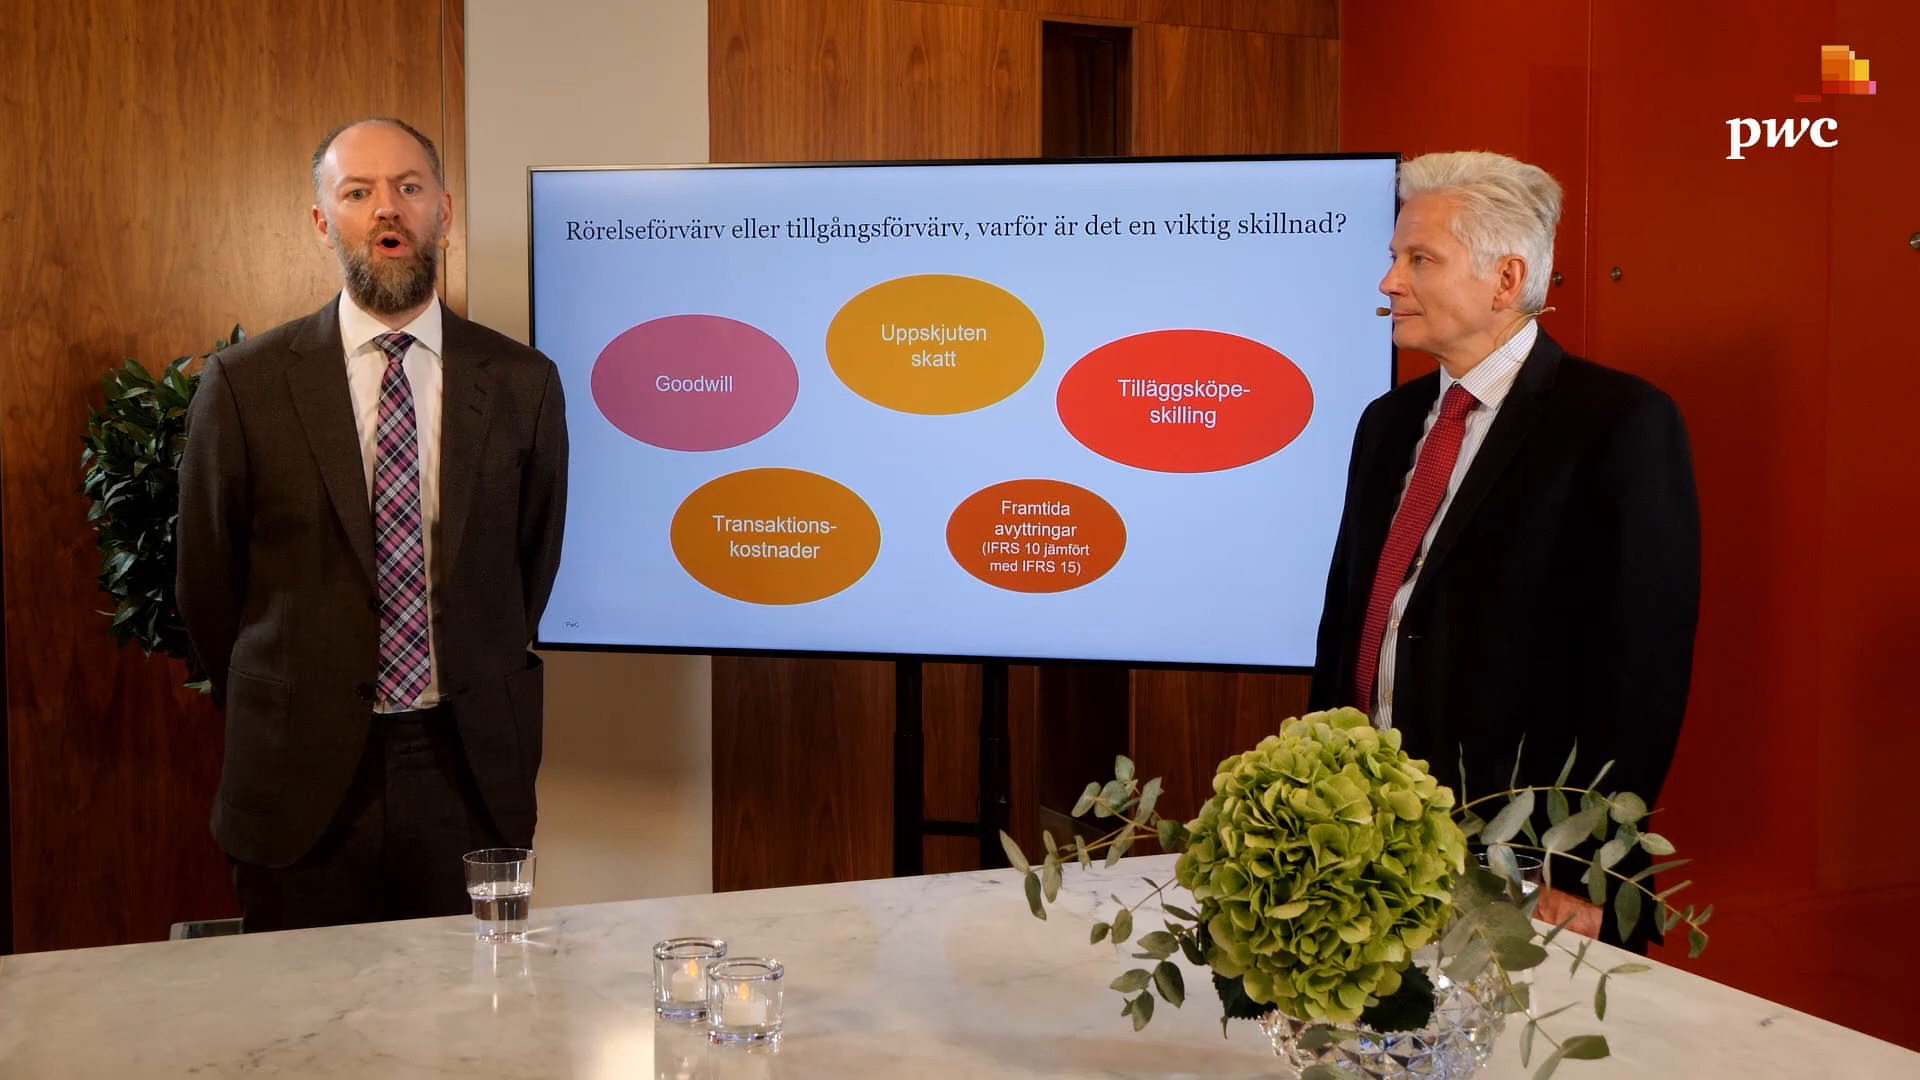 pwc
Rörelseförvärv eller tillgångsförvärv, varför är det en viktig skillnad?
Goodwill
Uppskjuten
skatt
Tilläggsköpe-
skilling
Transaktions-
kostnader
Framtida
avyttringar
(IFRS 10 jämfört
med IFRS 15)
PwC